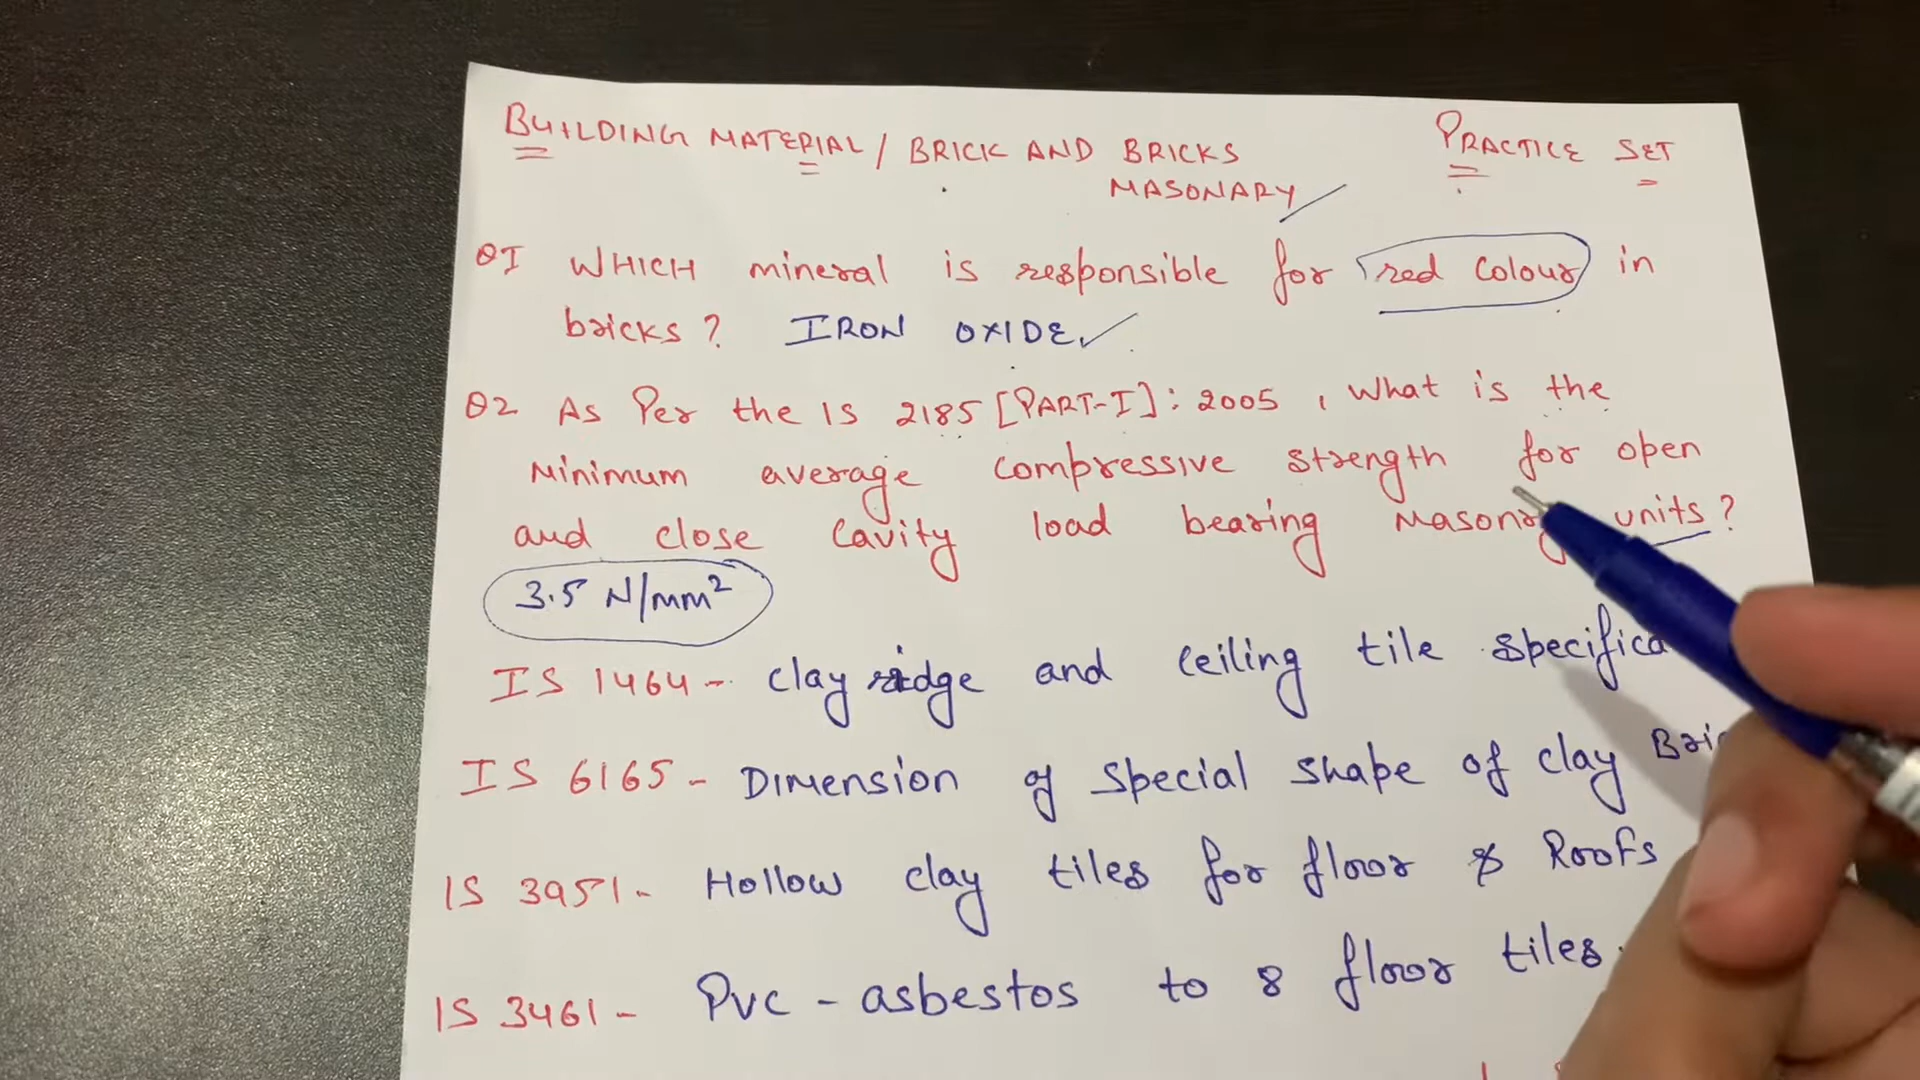 BUILDING MATERIAL / BRICK AND BRICKS MASONARY
PRACTICE SET
Q1 WHICH mineral is responsible for red colour in
bricks? IRON OXIDE
Q2 As Per the IS 2185 [PART-I]: 2005, What is the
Minimum average compressive strength for open
and close cavity load bearing Masonry units?
3.5 N/mm²
IS 1464 - clay ridge and ceiling tile
IS 6165 - Dimension of special shape of clay
IS 3951 - Hollow clay tiles for floor & Roofs
IS 3461 - PVC - asbestos to 8 floor tiles.